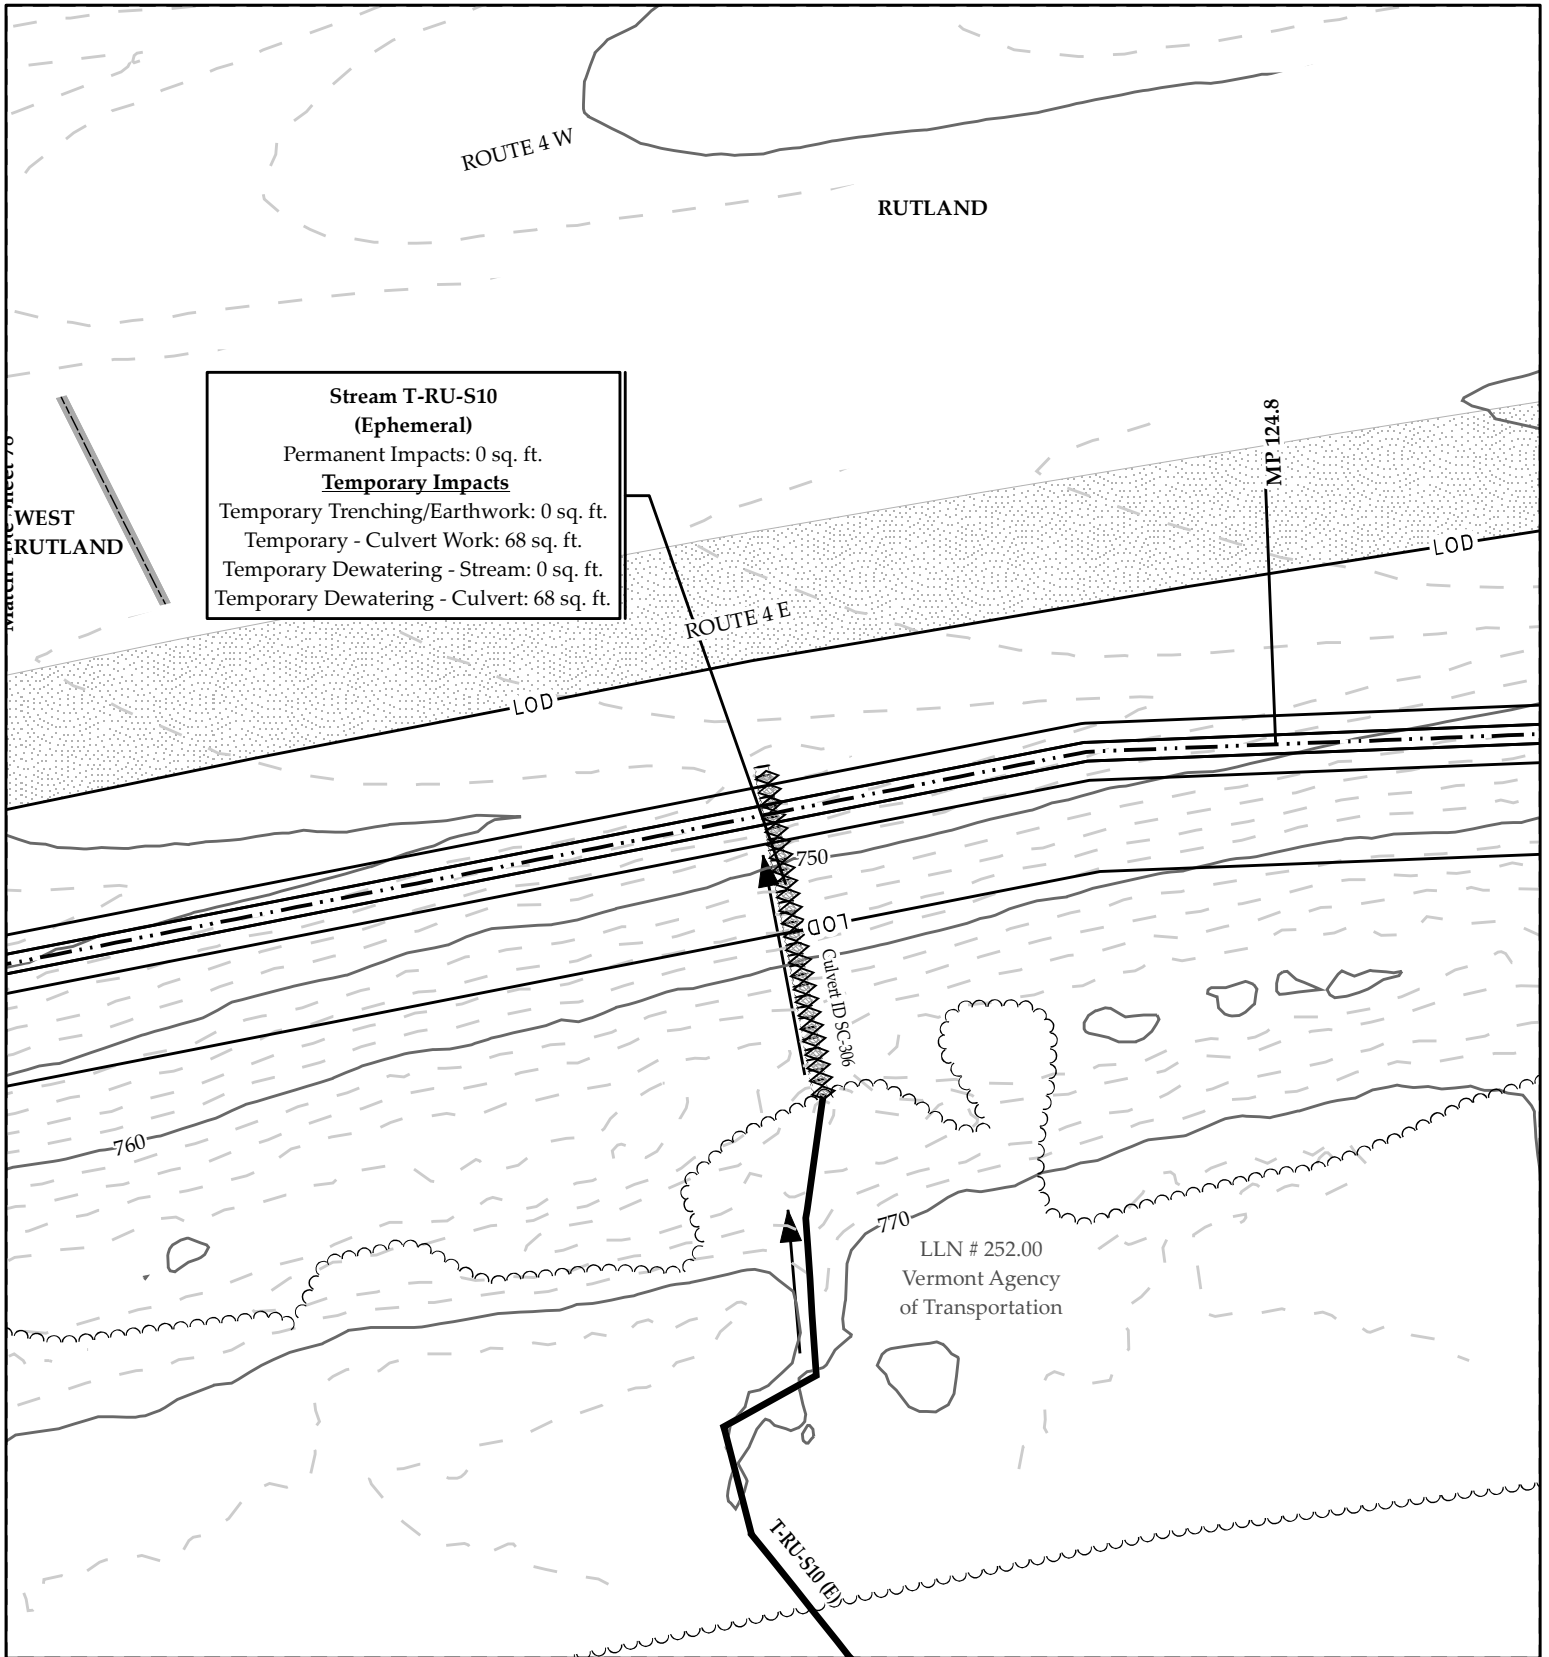 ROUTE 4 W
RUTLAND
Stream T-RU-S10
(Ephemeral)
Permanent Impacts: 0 sq. ft.
Temporary Impacts
Temporary Trenching/Earthwork: 0 sq. ft.
Temporary - Culvert Work: 68 sq. ft.
Temporary Dewatering - Stream: 0 sq. ft.
Temporary Dewatering - Culvert: 68 sq. ft.
MP 124.8
WEST
RUTLAND
LOD
ROUTE 4 E
LOD
750
LOD
Culvert ID SC-306
760
770
LLN # 252.00
Vermont Agency
of Transportation
T-RU-S10 (E)